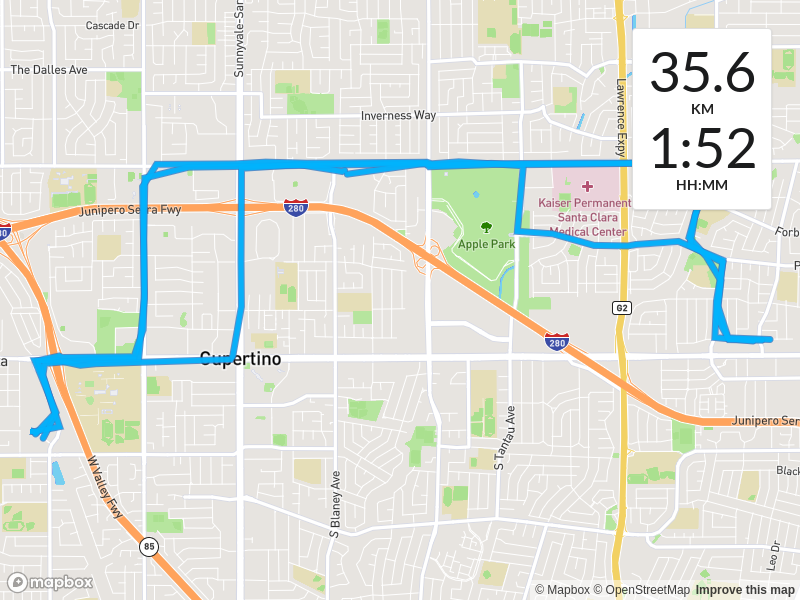 Cascade Dr
Sunnyvale-Sar
The Dalles Ave
35.6
KM
1:52
HH:MM
Lawrence Expy
Inverness Way
Kaiser Permanent
Santa Clara
Medical Center
Junipero Serra Fwy
280
280
Apple Park
Forb
P
G2
280
a
Cupertino
S Tantau Ave
Junipero Ser
W Valley Fwy
S Blaney Ave
Black
85
Leo Dr
mapbox
© Mapbox © OpenStreetMap Improve this map